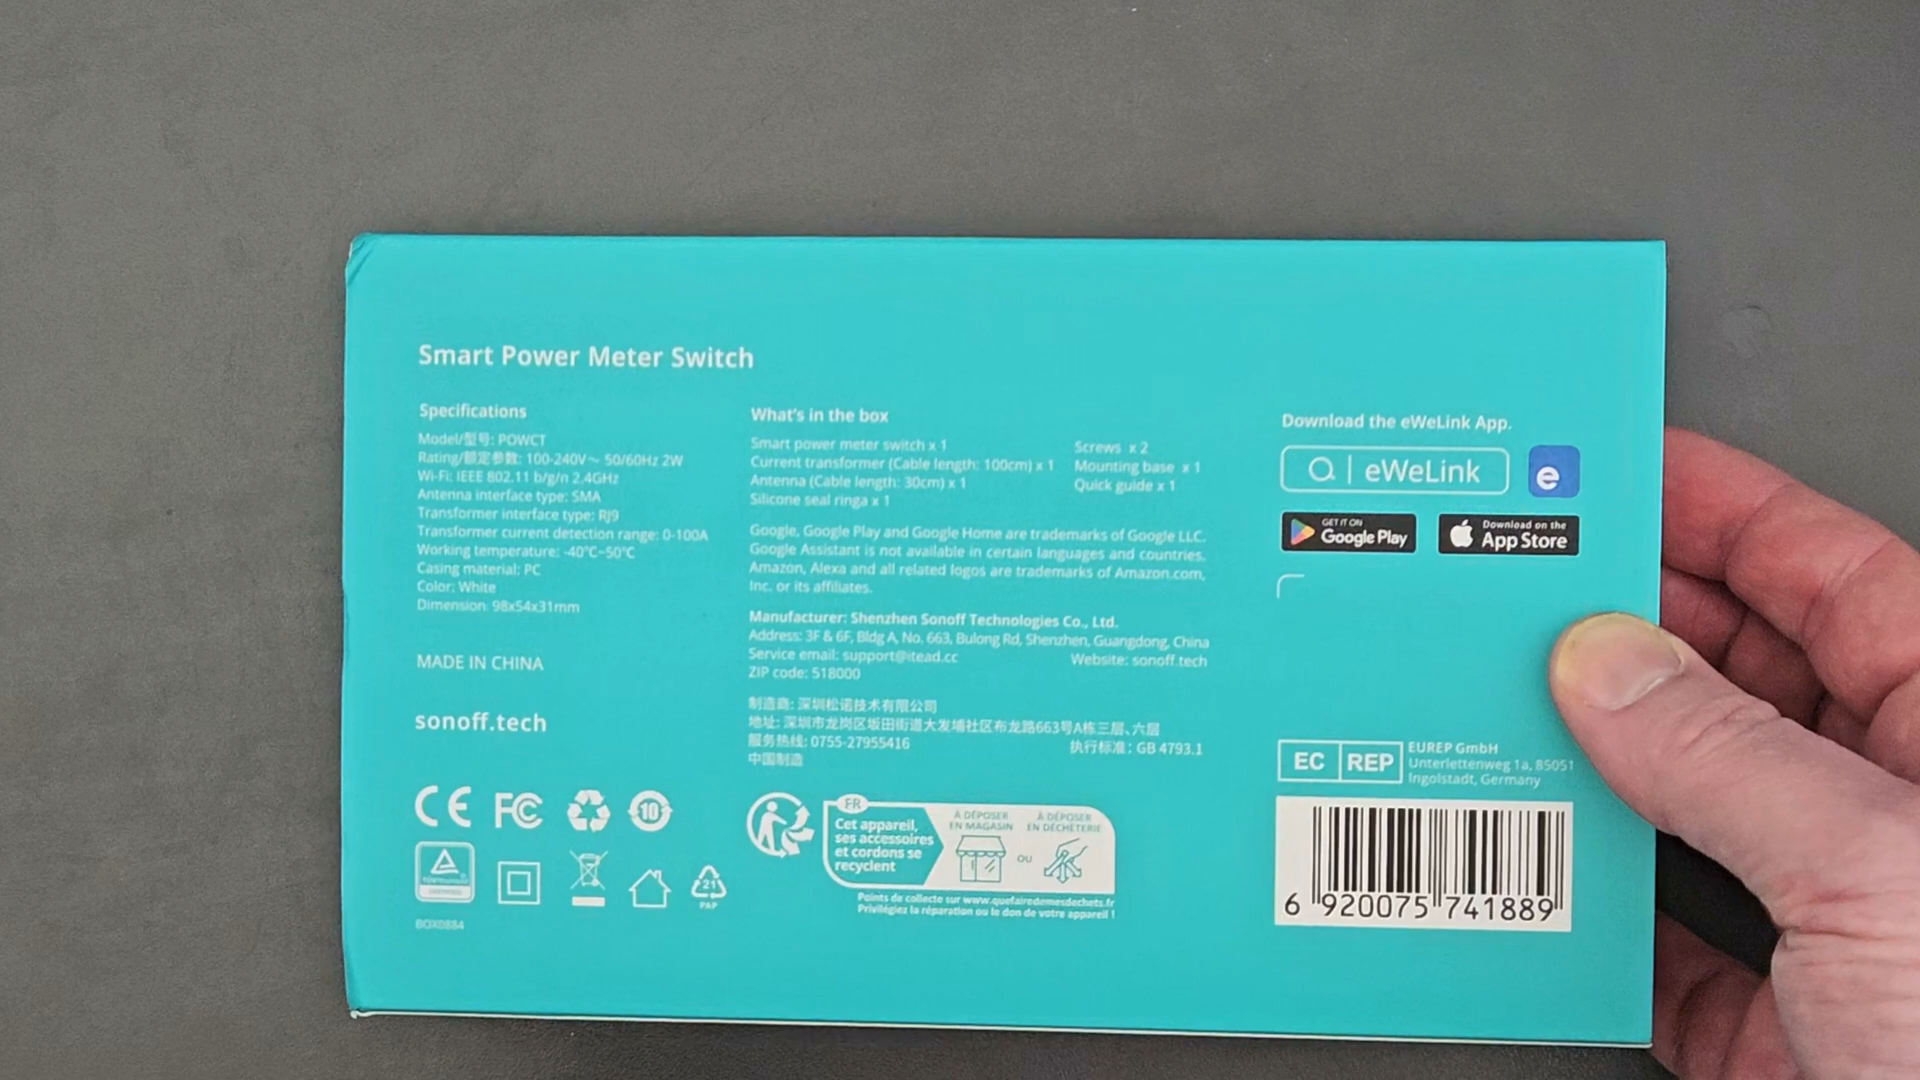 Smart Power Meter Switch
Specifications
Model/型号: POWCT
Rating/额定参数: 100-240V~ 50/60Hz 2W
Wi-Fi: IEEE 802.11 b/g/n 2.4GHz
Antenna interface type: SMA
Transformer interface type: RJ9
Transformer current detection range: 0-100A
Working temperature: -40℃~50℃
Casing material: PC
Color: White
Dimension: 98x54x31mm
MADE IN CHINA
sonoff.tech
CE FC 10
21
PAP
BOX0884
What's in the box
Smart power meter switch x 1
Current transformer (Cable length: 100cm) x 1
Antenna (Cable length: 30cm) x 1
Silicone seal ringa x 1
Screws x 2
Mounting base x 1
Quick guide x 1
Google, Google Play and Google Home are trademarks of Google LLC.
Google Assistant is not available in certain languages and countries.
Amazon, Alexa and all related logos are trademarks of Amazon.com,
Inc. or its affiliates.
Manufacturer: Shenzhen Sonoff Technologies Co., Ltd.
Address: 3F & 6F, Bldg A, No. 663, Bulong Rd, Shenzhen, Guangdong, China
Service email: support@itead.cc Website: sonoff.tech
ZIP code: 518000
制造商: 深圳松诺技术有限公司
地址: 深圳市龙岗区坂田街道大发埔社区布龙路663号A栋三层、六层
服务热线: 0755-27955416 执行标准: GB 4793.1
中国制造
FR
Cet appareil,
ses accessoires
et cordons se
recyclent
À DÉPOSER
EN MAGASIN
OU
À DÉPOSER
EN DÉCHÈTERIE
Points de collecte sur www.quefairedemesdechets.fr
Privilégiez la réparation ou le don de votre appareil !
Download the eWeLink App.
eWeLink
e
GET IT ON
Google Play
Download on the
App Store
EC REP
EUREP GmbH
Unterlettenweg 1a, 85051
Ingolstadt, Germany
6 920075 741889